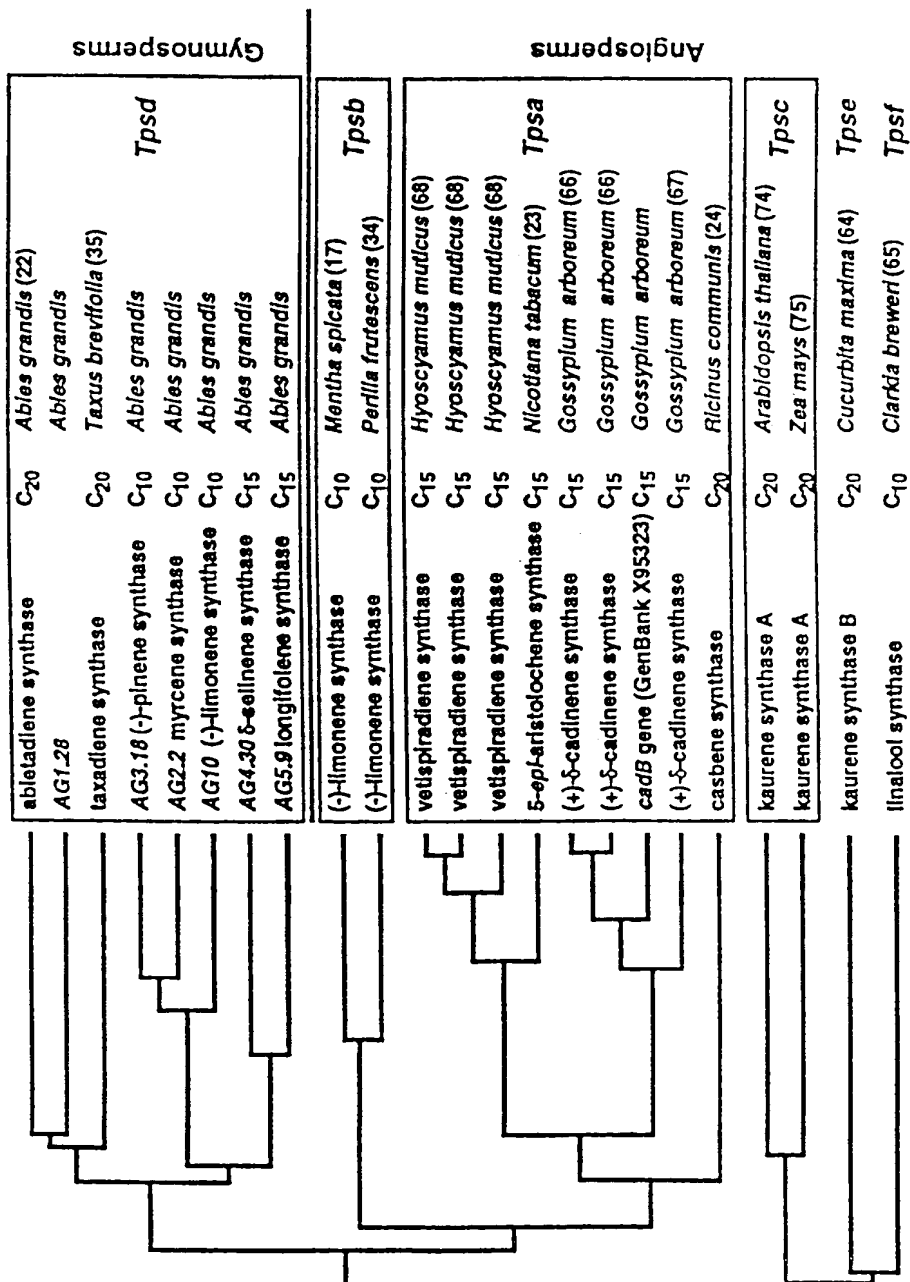 Gymnosperms
abietadiene synthase C20 Abies grandis (22)
AG1.28 Abies grandis
taxadiene synthase C20 Taxus brevifolia (35)
AG3.18 (-)-pinene synthase C10 Abies grandis
Tpsd
AG2.2 myrcene synthase C10 Abies grandis
AG10 (-)-limonene synthase C10 Abies grandis
AG4.30 δ-selinene synthase C15 Abies grandis
AG5.9 longifolene synthase C15 Abies grandis
Angiosperms
(-)-limonene synthase C10 Mentha spicata (17)
Tpsb
(-)-limonene synthase C10 Perilla frutescens (34)
vetispiradiene synthase C15 Hyoscyamus muticus (68)
vetispiradiene synthase C15 Hyoscyamus muticus (68)
vetispiradiene synthase C15 Hyoscyamus muticus (68)
5-epi-aristolochene synthase C15 Nicotiana tabacum (23)
Tpsa
(+)-δ-cadinene synthase C15 Gossypium arboreum (66)
(+)-δ-cadinene synthase C15 Gossypium arboreum (66)
cadB gene (GenBank X95323) C15 Gossypium arboreum
(+)-δ-cadinene synthase C15 Gossypium arboreum (67)
casbene synthase C20 Ricinus communis (24)
kaurene synthase A C20 Arabidopsis thaliana (74)
Tpsc
kaurene synthase A C20 Zea mays (75)
kaurene synthase B C20 Cucurbita maxima (64) Tpse
linalool synthase C10 Clarkia breweri (65) Tpsf